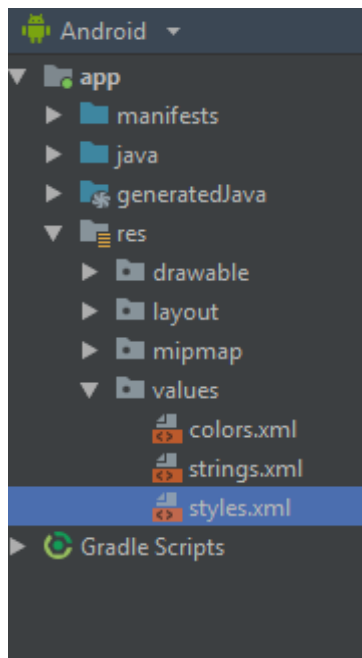 Android
app
manifests
java
generatedJava
res
drawable
layout
mipmap
values
colors.xml
strings.xml
styles.xml
Gradle Scripts